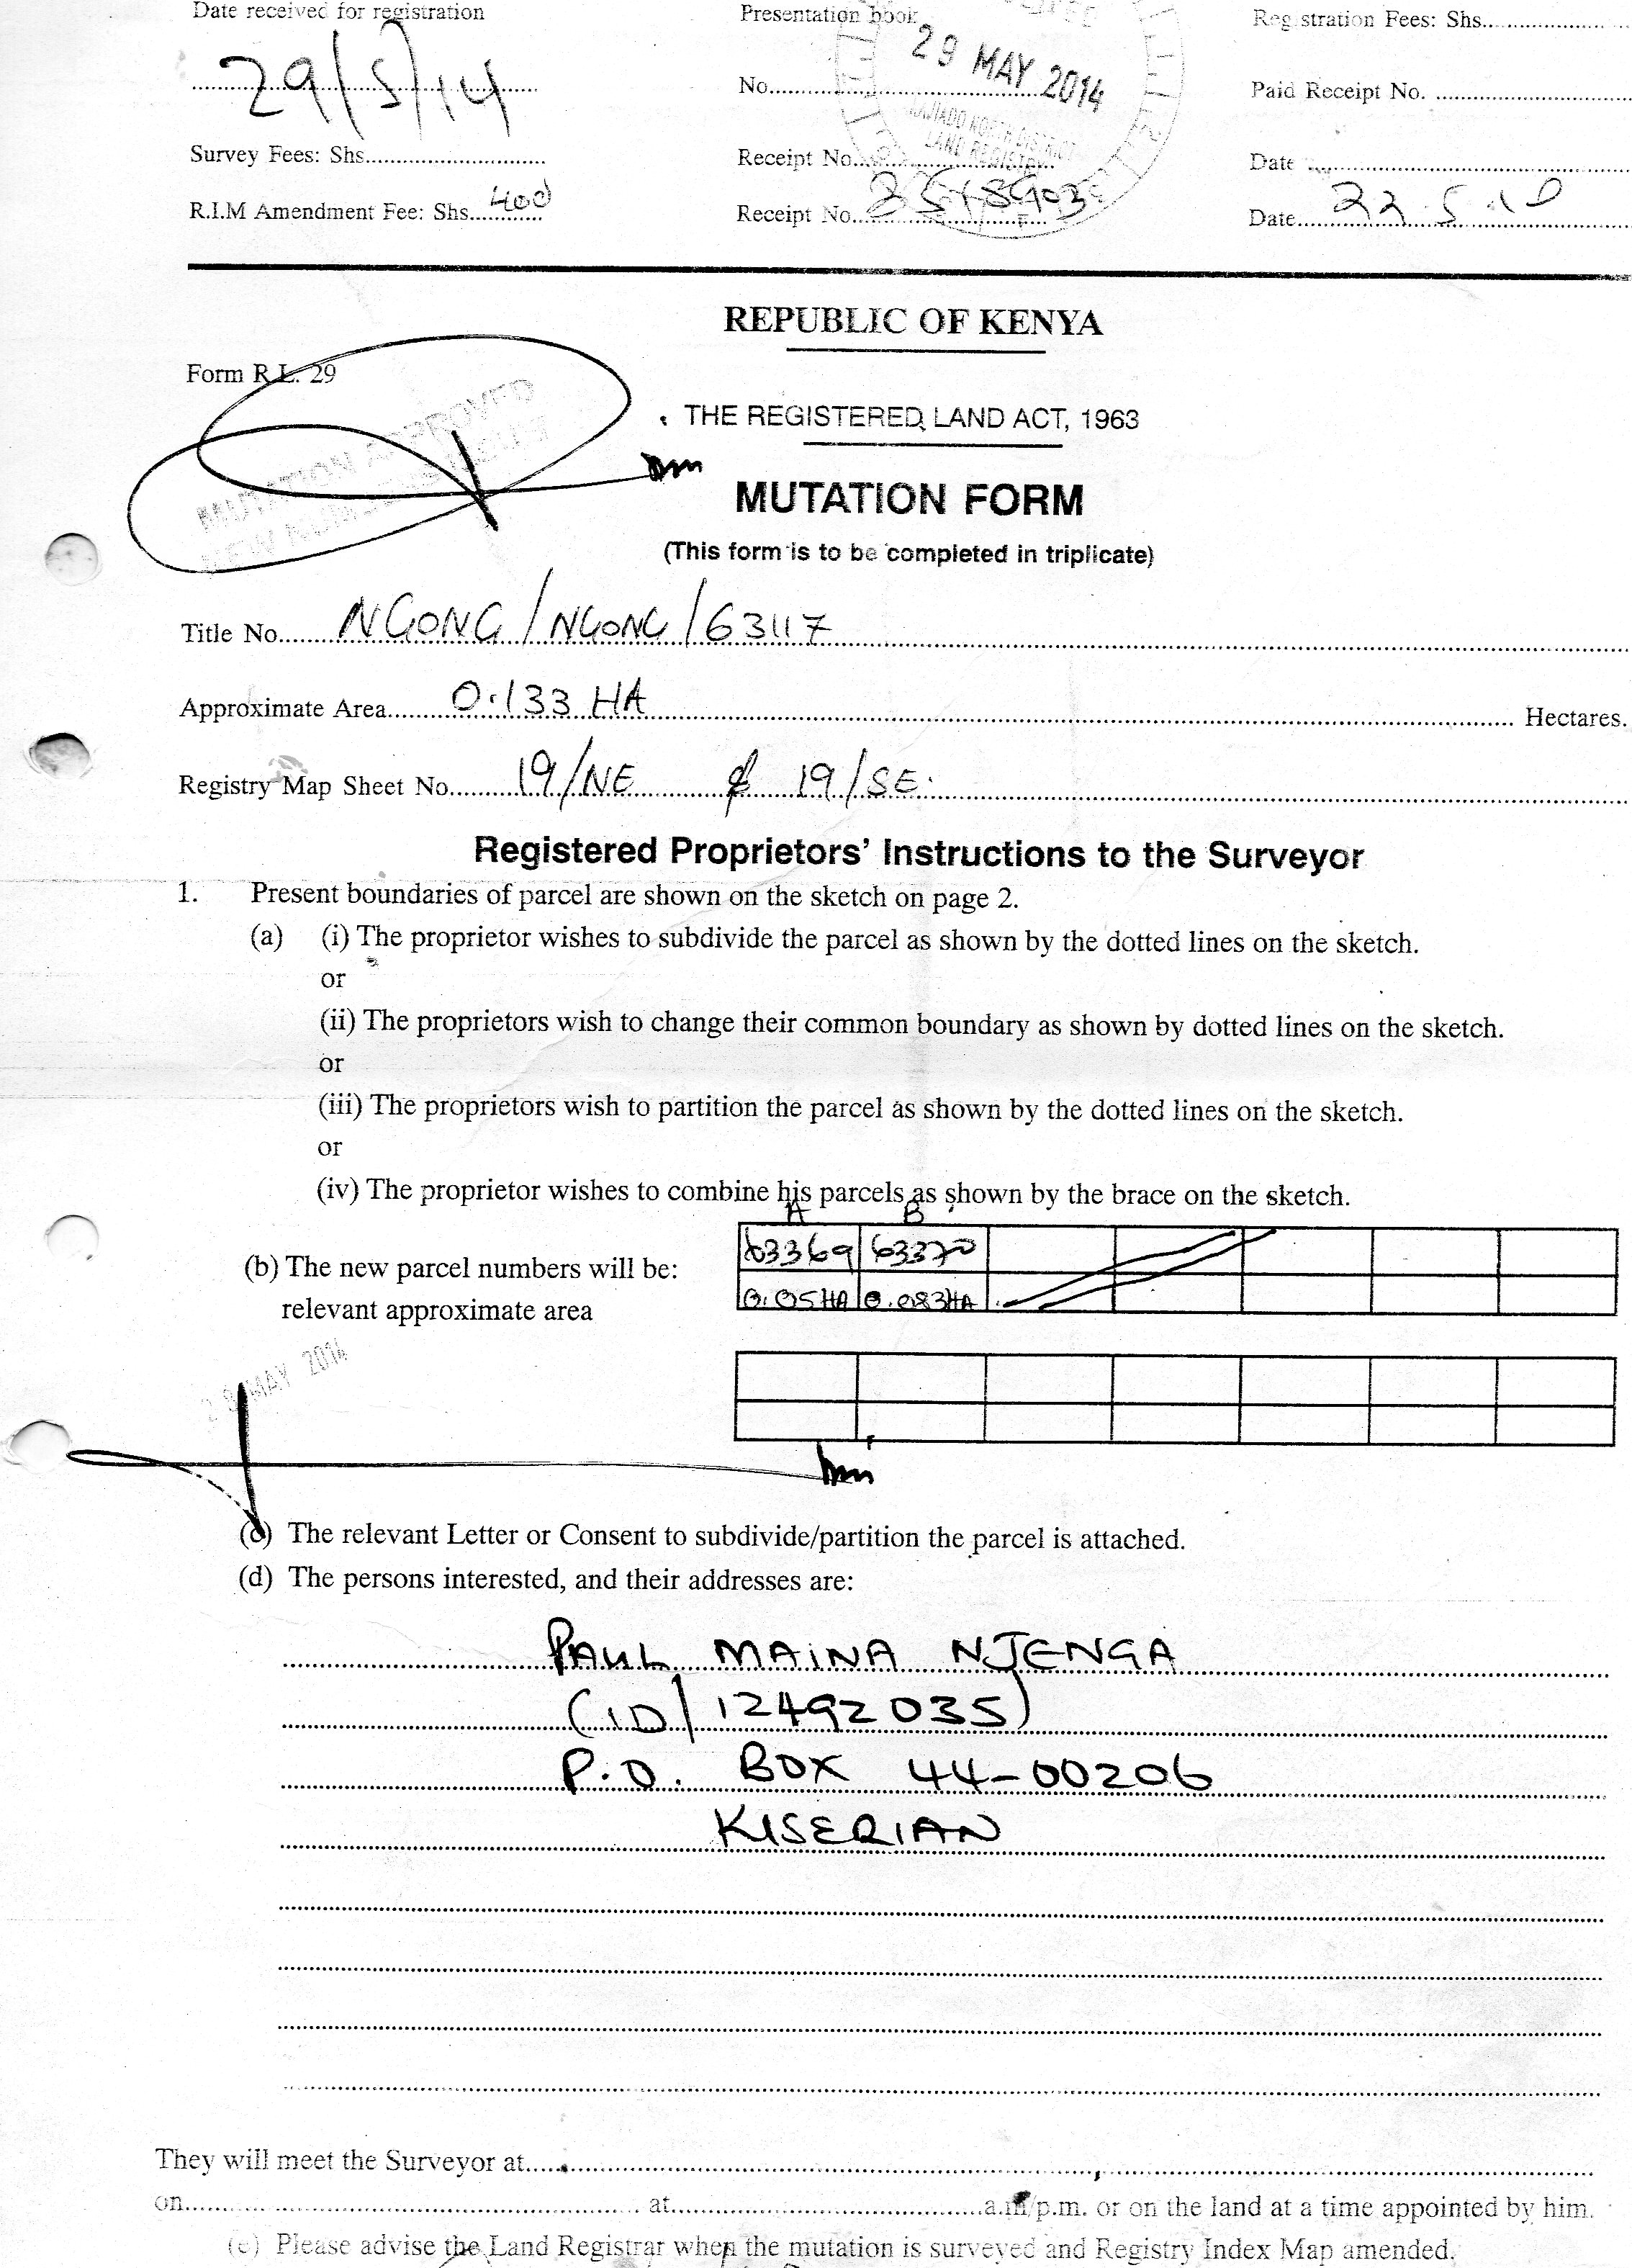 Date received for registration
Presentation book
Registration Fees: Shs.
29/5/14
29 MAY 2014
No.
Paid Receipt No.
KAJIADO NORTH DISTRICT
LAND REGISTRY
Survey Fees: Shs.
Receipt No.
Date
R.I.M Amendment Fee: Shs. 400
Receipt No.
Date 22.5.
REPUBLIC OF KENYA
Form R.L. 29
THE REGISTERED LAND ACT, 1963
MUTATION APPROVED
MUTATION FORM
(This form is to be completed in triplicate)
Title No. NGONG/NGONG/63117
Approximate Area 0.133 HA Hectares.
Registry Map Sheet No. 19/NE & 19/SE.
Registered Proprietors' Instructions to the Surveyor
1. Present boundaries of parcel are shown on the sketch on page 2.
(a) (i) The proprietor wishes to subdivide the parcel as shown by the dotted lines on the sketch.
or
(ii) The proprietors wish to change their common boundary as shown by dotted lines on the sketch.
or
(iii) The proprietors wish to partition the parcel as shown by the dotted lines on the sketch.
or
(iv) The proprietor wishes to combine his parcels as shown by the brace on the sketch.
A B
(b) The new parcel numbers will be: 63369 63370
relevant approximate area 0.05HA 0.083HA
MAY 2014
(c) The relevant Letter or Consent to subdivide/partition the parcel is attached.
(d) The persons interested, and their addresses are:
PAUL MAINA NJENGA
(ID/12492035)
P.O. BOX 44-00206
KISERIAN
They will meet the Surveyor at
on at a.m/p.m. or on the land at a time appointed by him.
(e) Please advise the Land Registrar when the mutation is surveyed and Registry Index Map amended.